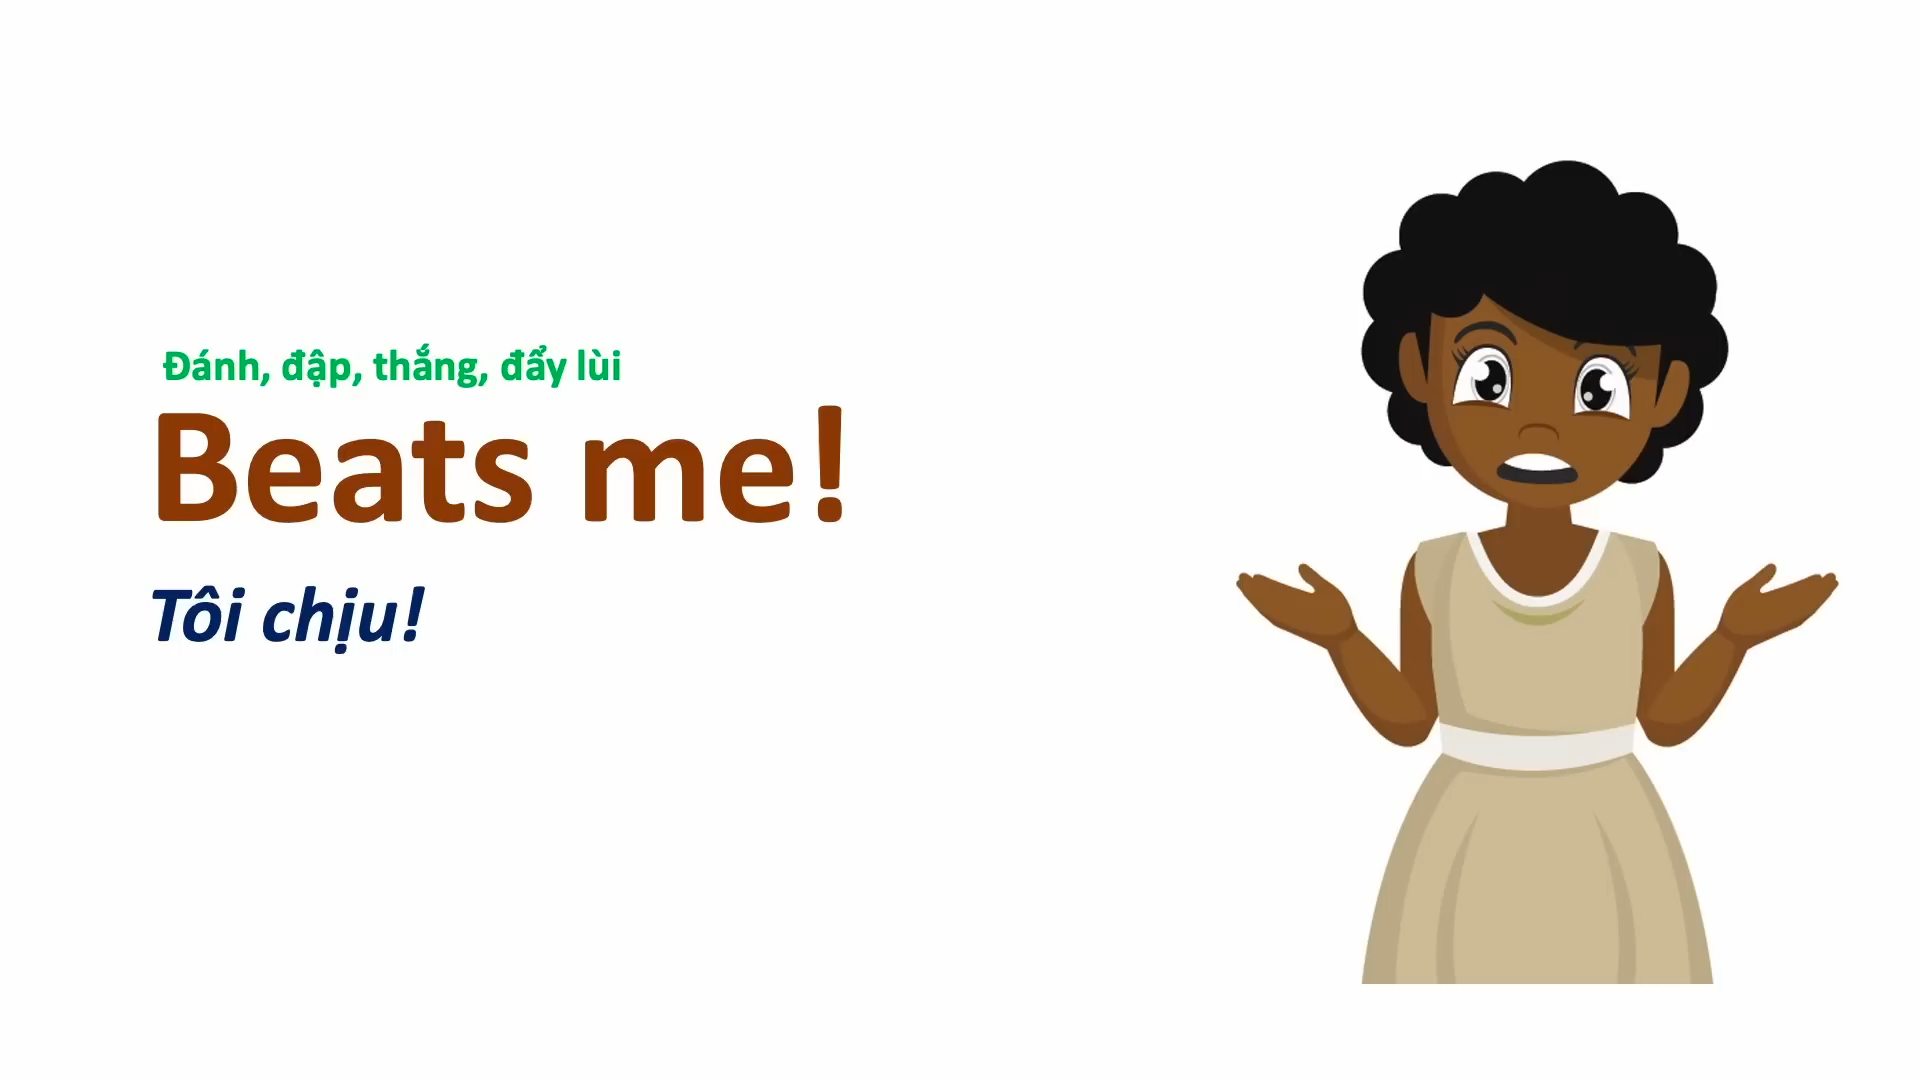 Đánh, đập, thắng, đẩy lùi
Beats me!
Tôi chịu!